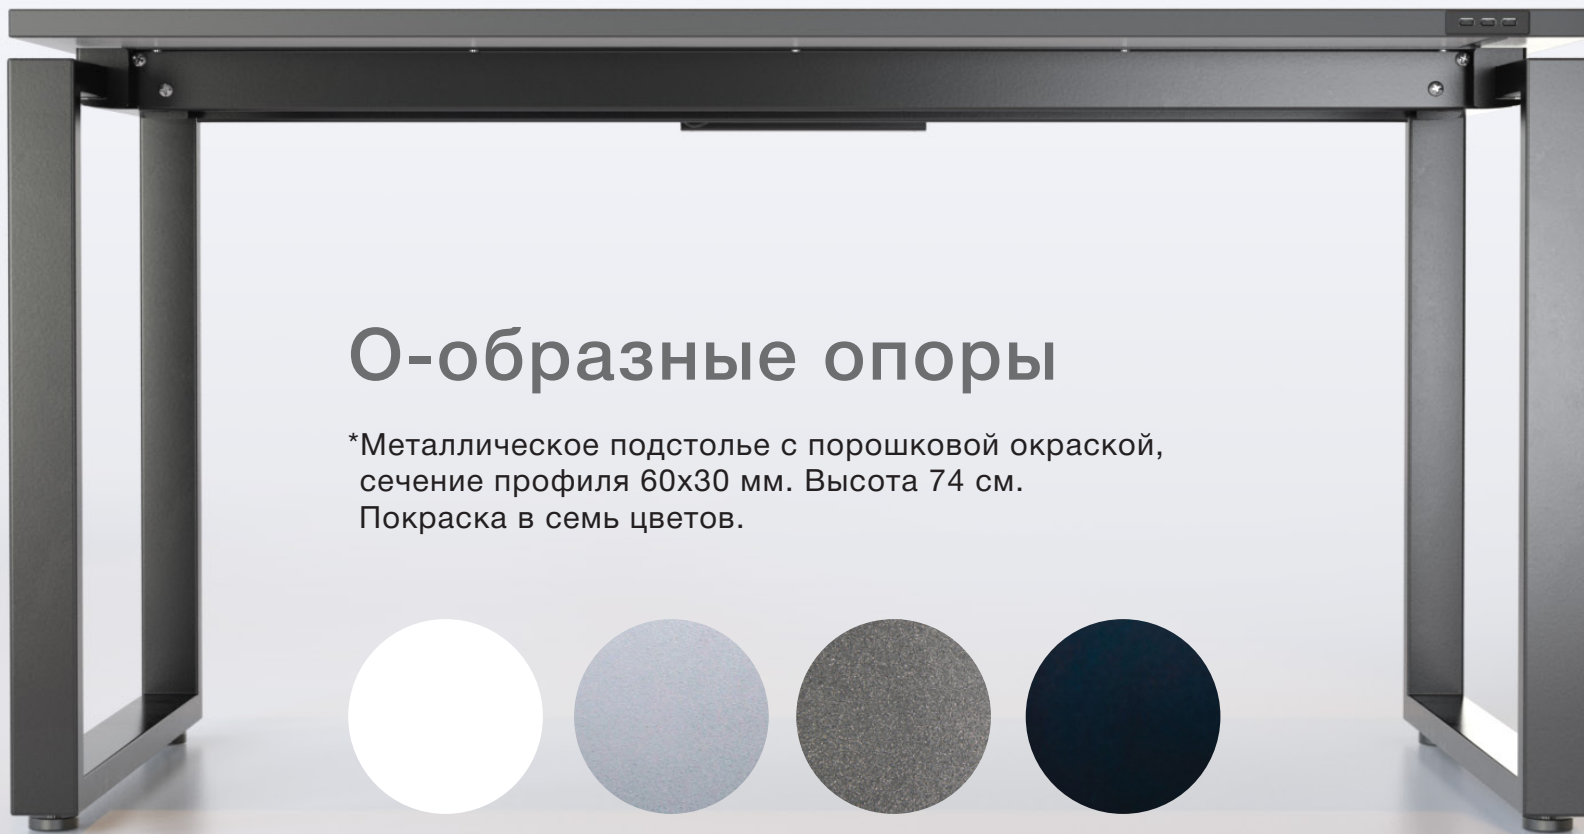 О-образные опоры
*Металлическое подстолье с порошковой окраской,
сечение профиля 60х30 мм. Высота 74 см.
Покраска в семь цветов.